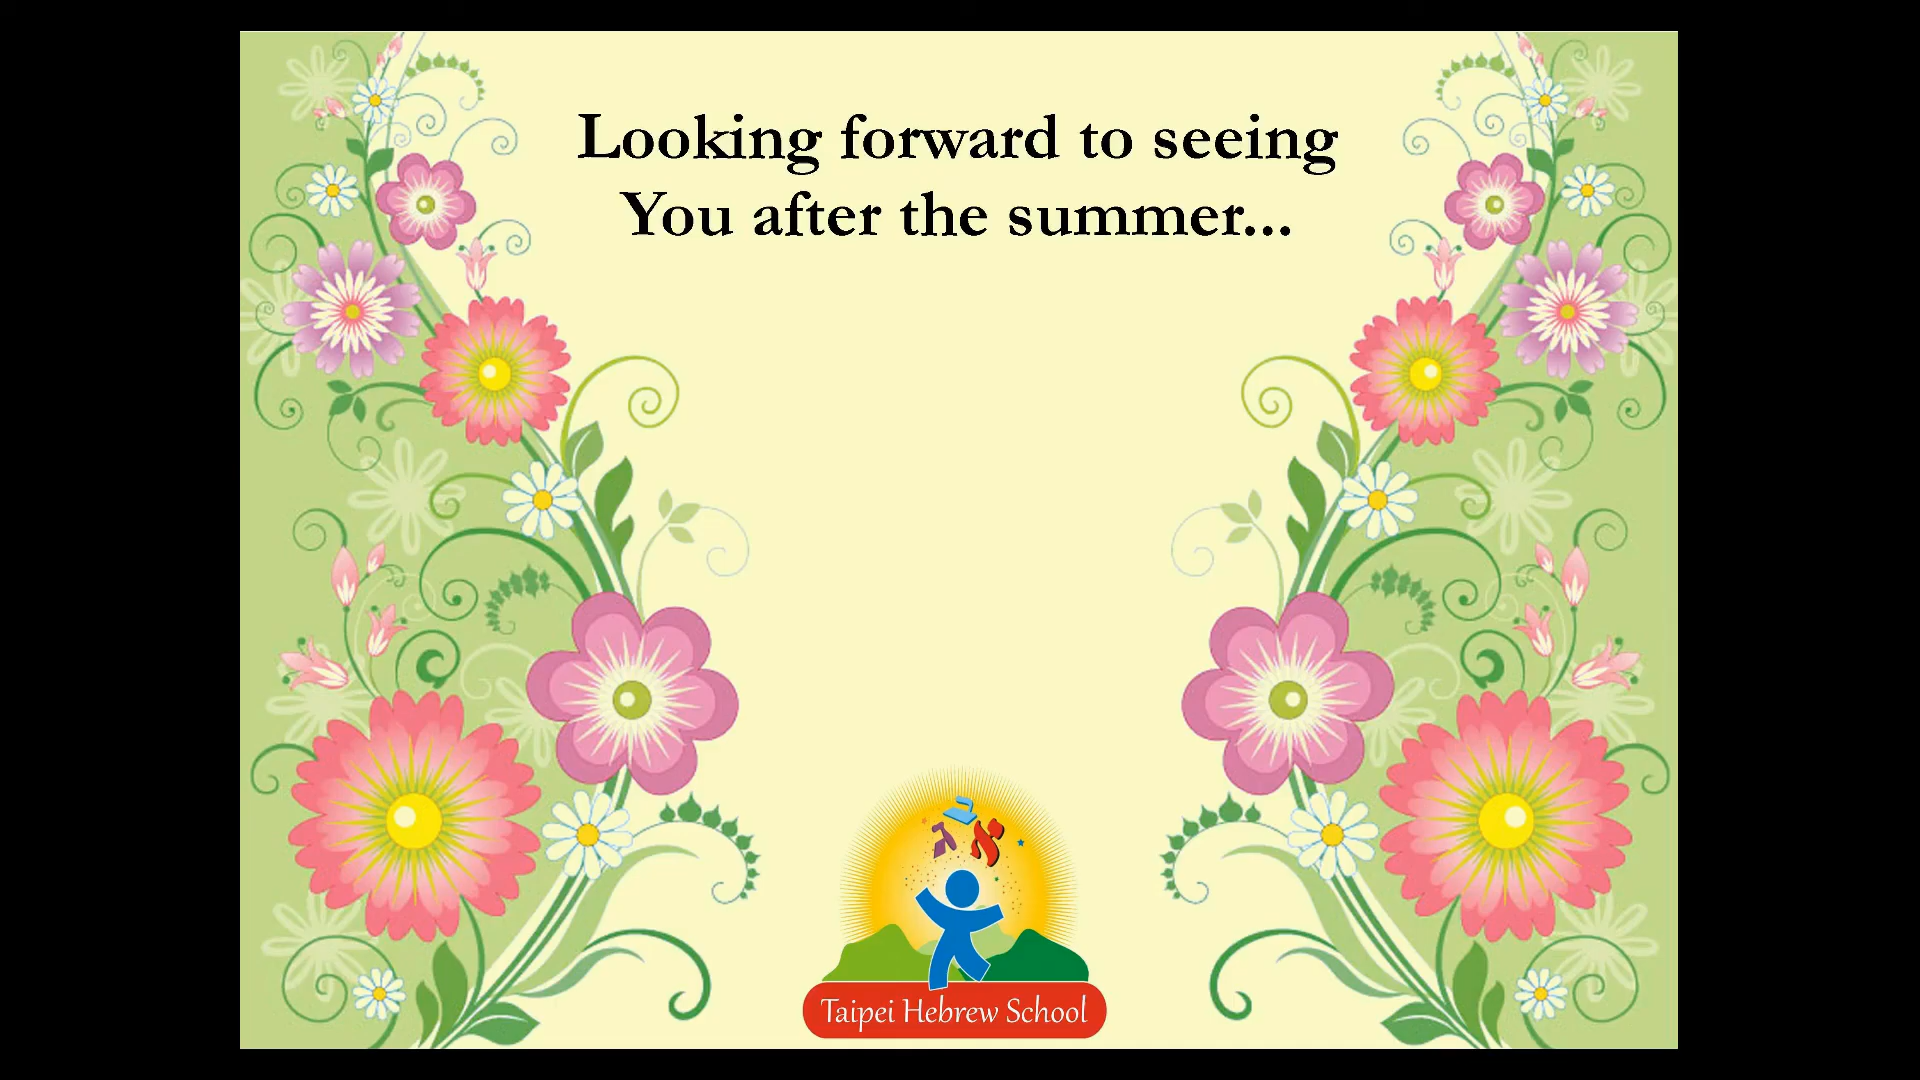 Looking forward to seeing
You after the summer...
ב
ג א
Taipei Hebrew School